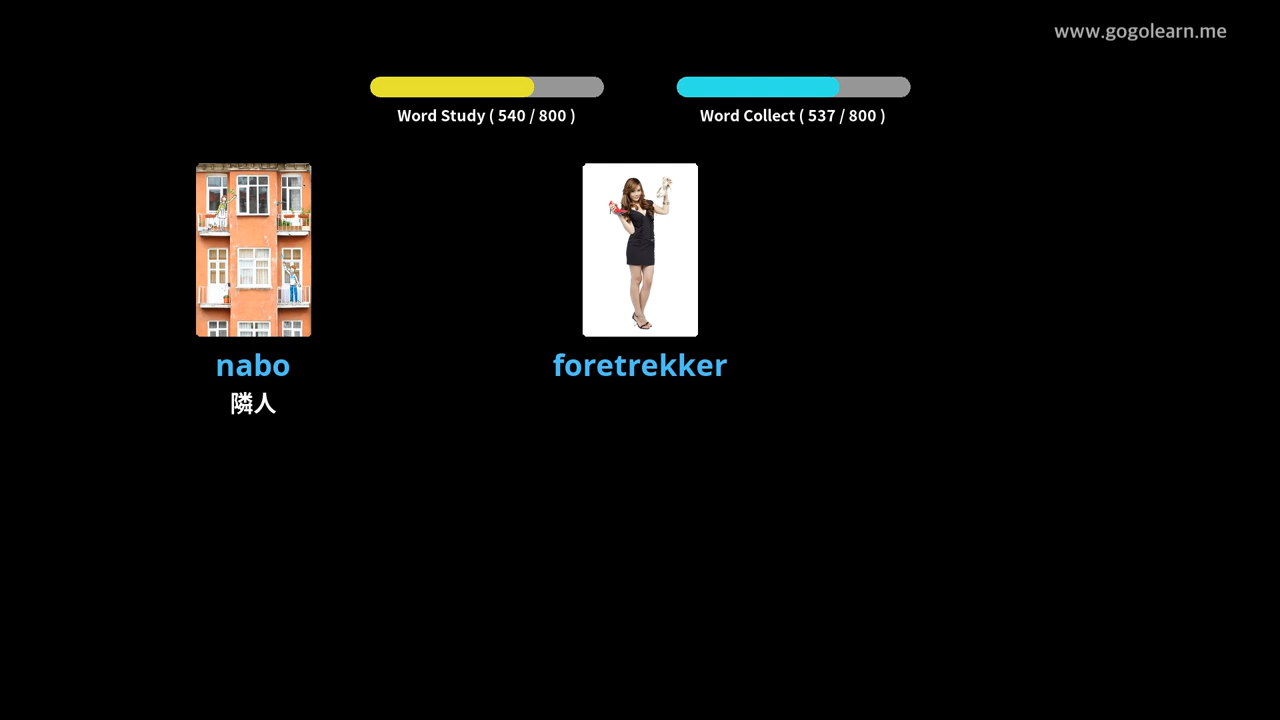 www.gogolearn.me
Word Study ( 540 / 800 )
Word Collect ( 537 / 800 )
nabo
foretrekker
隣人